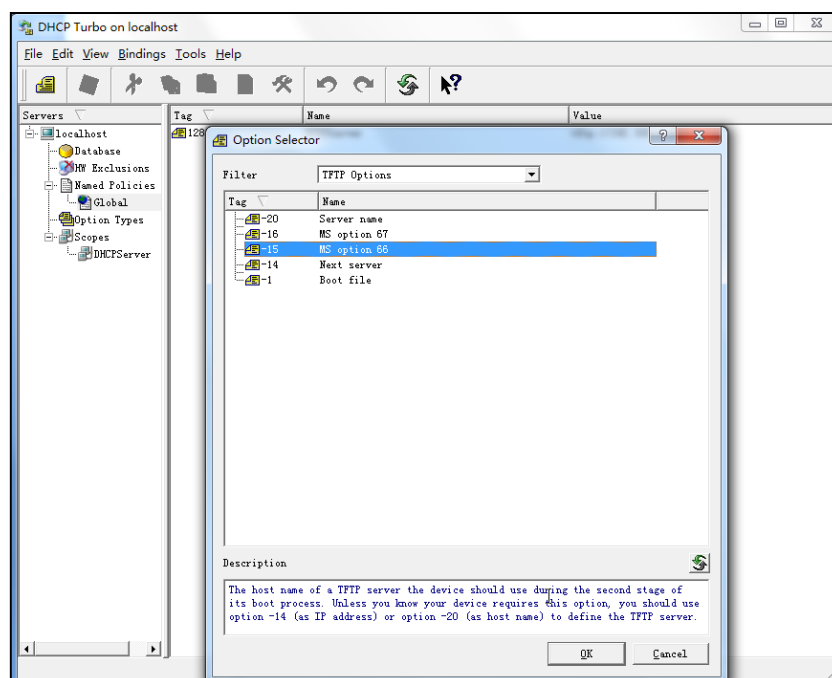 DHCP Turbo on localhost
File Edit View Bindings Tools Help
Servers
Tag
Name
Value
localhost
Database
HW Exclusions
Named Policies
Global
Option Types
Scopes
DHCPServer
128
Option Selector
Filter
TFTP Options
Tag
Name
-20 Server name
-16 MS option 67
-15 MS option 66
-14 Next server
-1 Boot file
Description
The host name of a TFTP server the device should use during the second stage of
its boot process. Unless you know your device requires this option, you should use
option -14 (as IP address) or option -20 (as host name) to define the TFTP server.
OK
Cancel